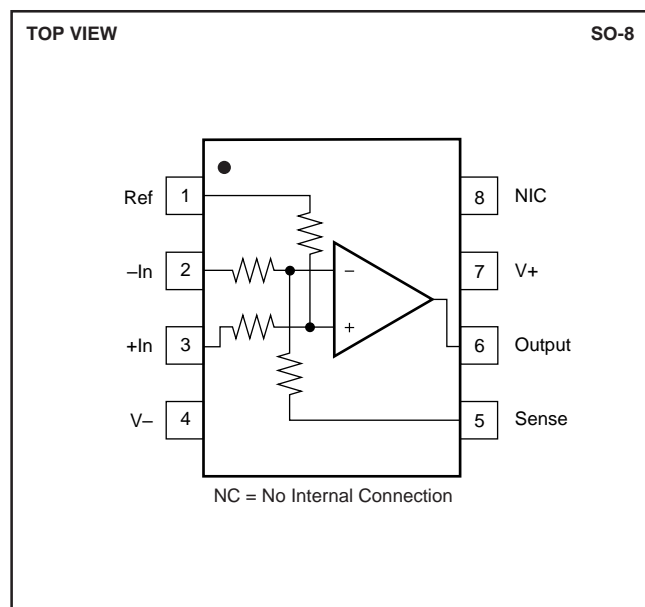 TOP VIEW SO-8
Ref 1 8 NIC
–In 2 – 7 V+
+In 3 + 6 Output
V– 4 5 Sense
NC = No Internal Connection